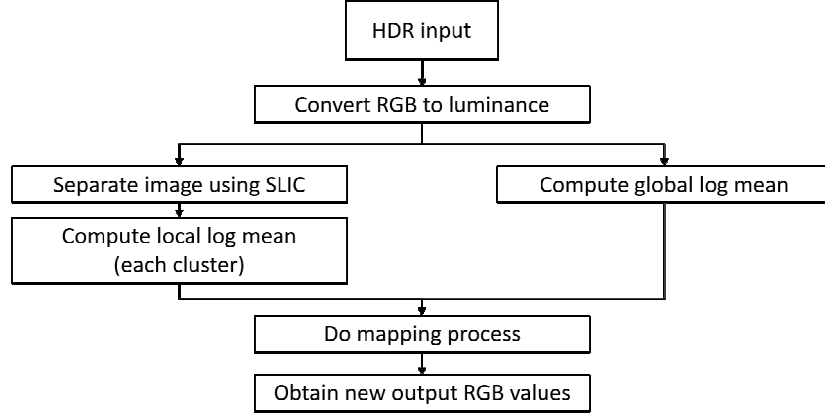 HDR input
Convert RGB to luminance
Separate image using SLIC
Compute global log mean
Compute local log mean
(each cluster)
Do mapping process
Obtain new output RGB values